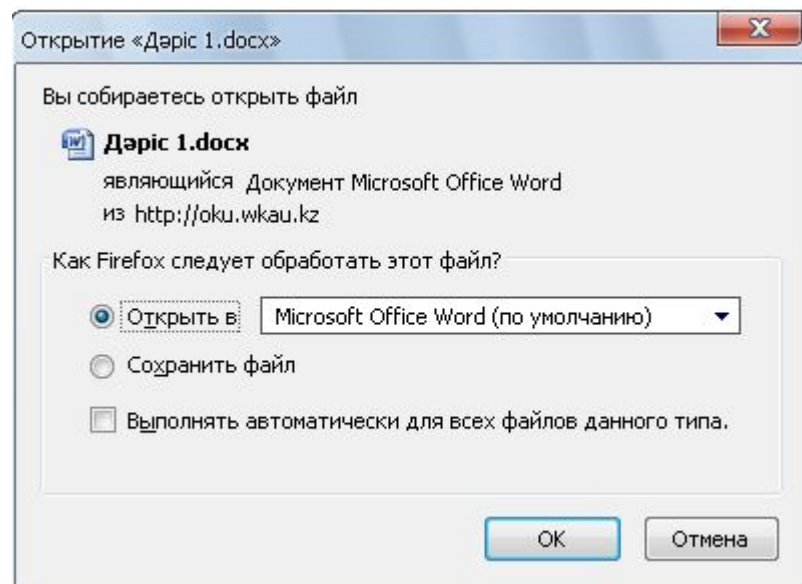 Открытие «Дәріс 1.docx»
Вы собираетесь открыть файл
Дәріс 1.docx
являющийся Документ Microsoft Office Word
из http://oku.wkau.kz
Как Firefox следует обработать этот файл?
Открыть в Microsoft Office Word (по умолчанию)
Сохранить файл
Выполнять автоматически для всех файлов данного типа.
OK Отмена